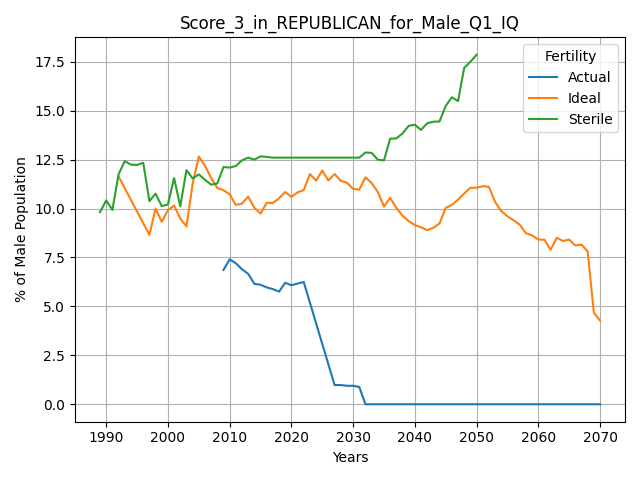 Score_3_in_REPUBLICAN_for_Male_Q1_IQ
Fertility
Actual
Ideal
Sterile
% of Male Population
17.5
15.0
12.5
10.0
7.5
5.0
2.5
0.0
1990 2000 2010 2020 2030 2040 2050 2060 2070
Years